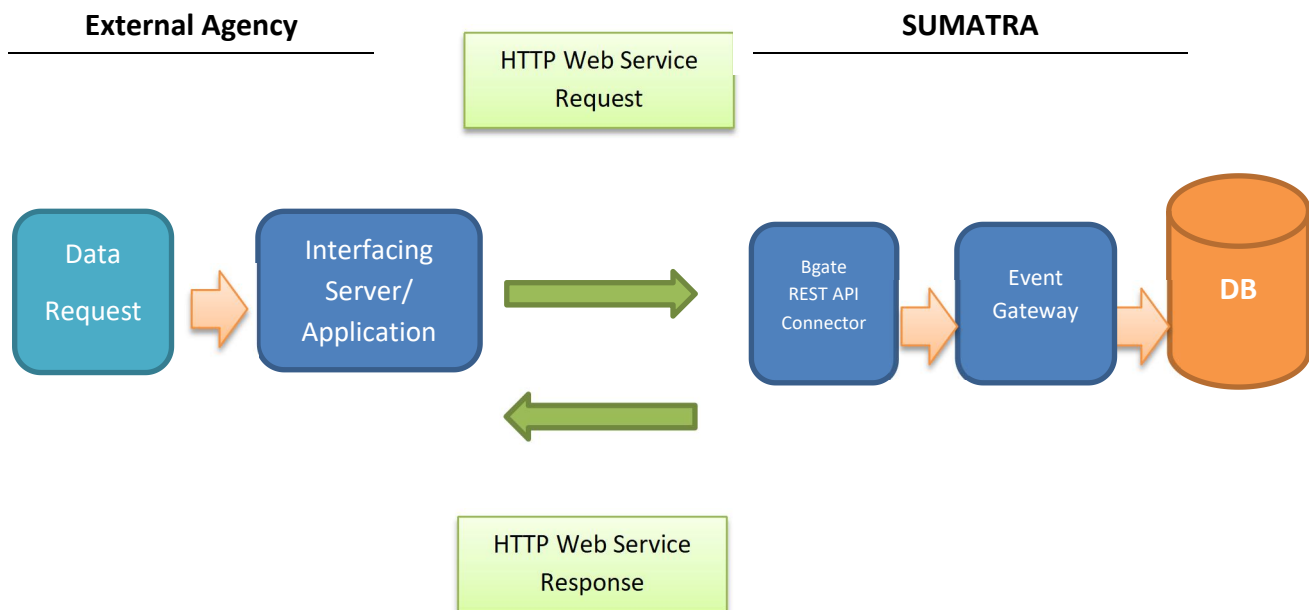 External Agency
SUMATRA
HTTP Web Service
Request
Data
Request
Interfacing
Server/
Application
Bgate
REST API
Connector
Event
Gateway
DB
HTTP Web Service
Response